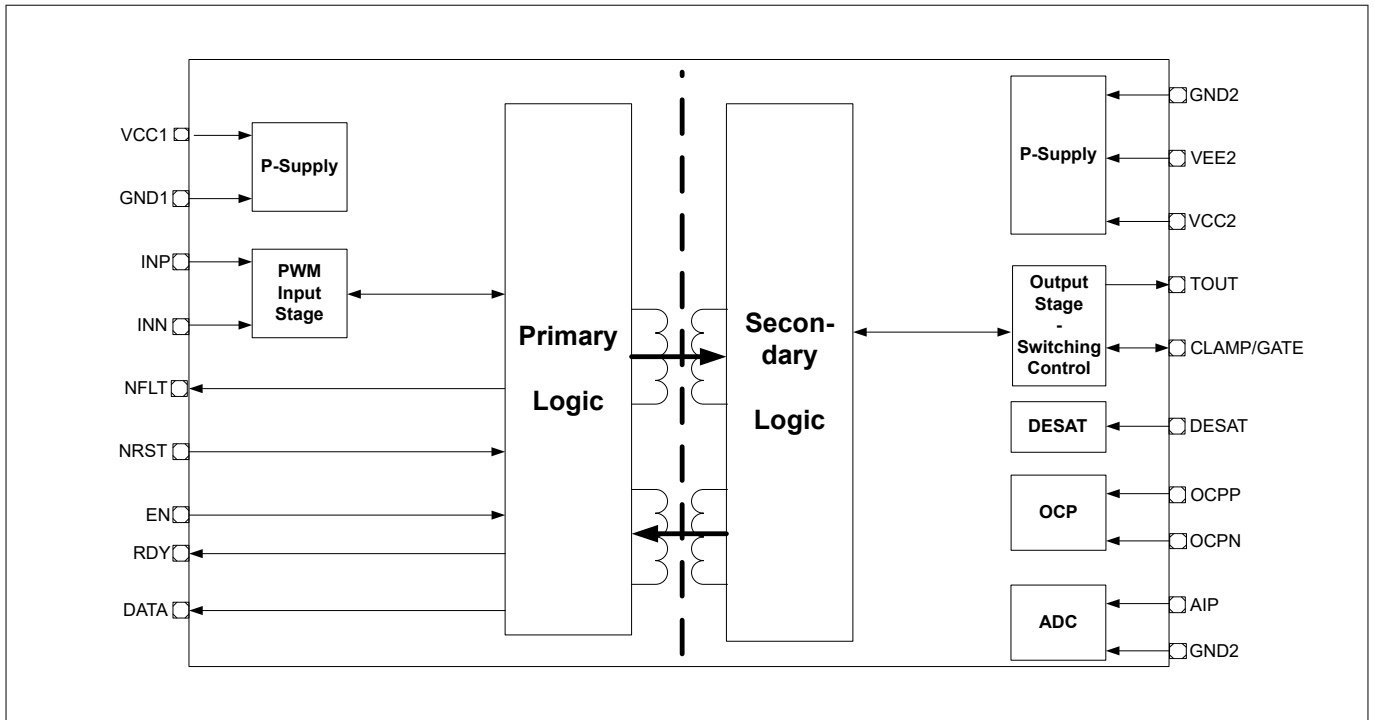 VCC1
GND1
P-Supply
INP
INN
PWM
Input
Stage
NFLT
NRST
EN
RDY
DATA
Primary
Logic
Secon-
dary
Logic
P-Supply
GND2
VEE2
VCC2
Output
Stage
-
Switching
Control
TOUT
CLAMP/GATE
DESAT
DESAT
OCP
OCPP
OCPN
ADC
AIP
GND2